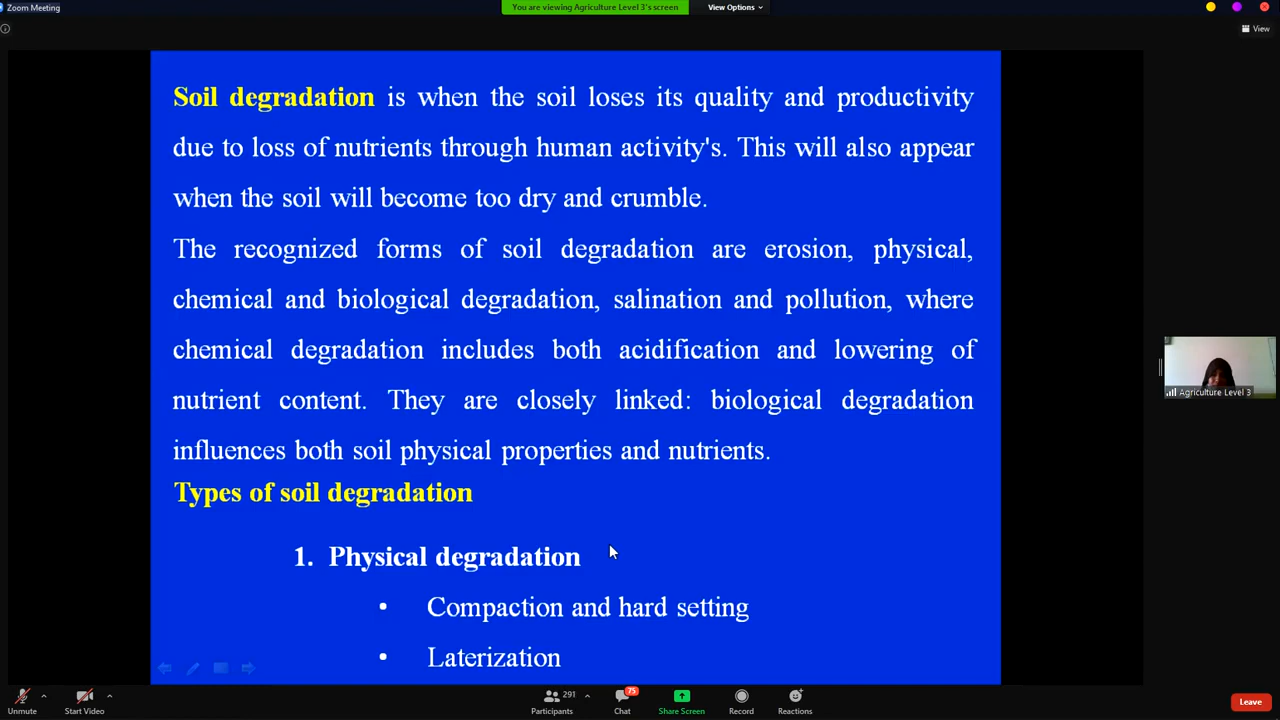 Zoom Meeting
You are viewing Agriculture Level 3's screen
View Options
View
Soil degradation is when the soil loses its quality and productivity
due to loss of nutrients through human activity's. This will also appear
when the soil will become too dry and crumble.
The recognized forms of soil degradation are erosion, physical,
chemical and biological degradation, salination and pollution, where
chemical degradation includes both acidification and lowering of
nutrient content. They are closely linked: biological degradation
influences both soil physical properties and nutrients.
Types of soil degradation
1. Physical degradation
• Compaction and hard setting
• Laterization
Agriculture Level 3
Unmute
Start Video
291
Participants
75
Chat
Share Screen
Record
Reactions
Leave